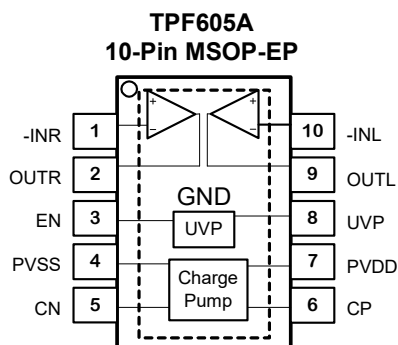 TPF605A
10-Pin MSOP-EP
-INR 1 + − + − 10 -INL
OUTR 2 9 OUTL
GND
EN 3 UVP 8 UVP
PVSS 4 7 PVDD
Charge
Pump
CN 5 6 CP